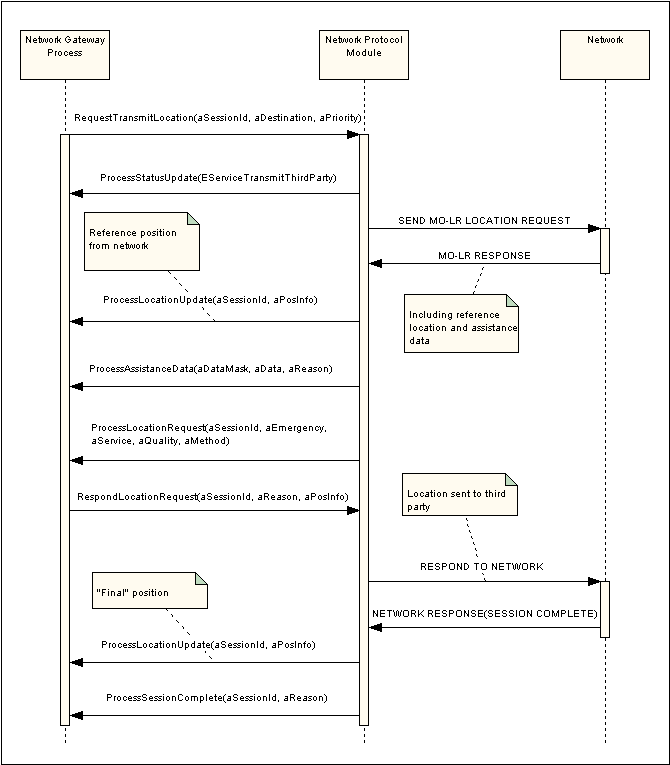 Network Gateway
Process
Network Protocol
Module
Network
RequestTransmitLocation(aSessionId, aDestination, aPriority)
ProcessStatusUpdate(EServiceTransmitThirdParty)
SEND MO-LR LOCATION REQUEST
Reference position
from network
MO-LR RESPONSE
ProcessLocationUpdate(aSessionId, aPosInfo)
Including reference
location and assistance
data
ProcessAssistanceData(aDataMask, aData, aReason)
ProcessLocationRequest(aSessionId, aEmergency,
aService, aQuality, aMethod)
RespondLocationRequest(aSessionId, aReason, aPosInfo)
Location sent to third
party
RESPOND TO NETWORK
"Final" position
NETWORK RESPONSE(SESSION COMPLETE)
ProcessLocationUpdate(aSessionId, aPosInfo)
ProcessSessionComplete(aSessionId, aReason)